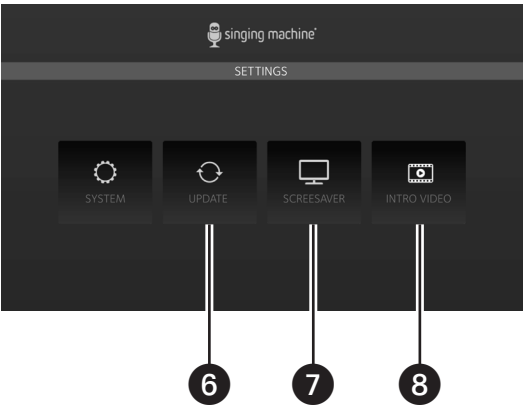 singing machine®
SETTINGS
SYSTEM UPDATE SCREESAVER INTRO VIDEO
6 7 8